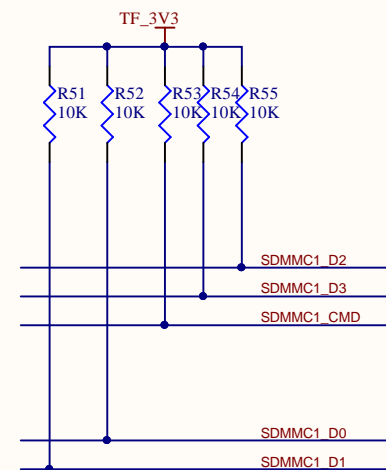 TF_3V3
R51 R52 R53 R54 R55
10K 10K 10K 10K 10K
SDMMC1_D2
SDMMC1_D3
SDMMC1_CMD
SDMMC1_D0
SDMMC1_D1